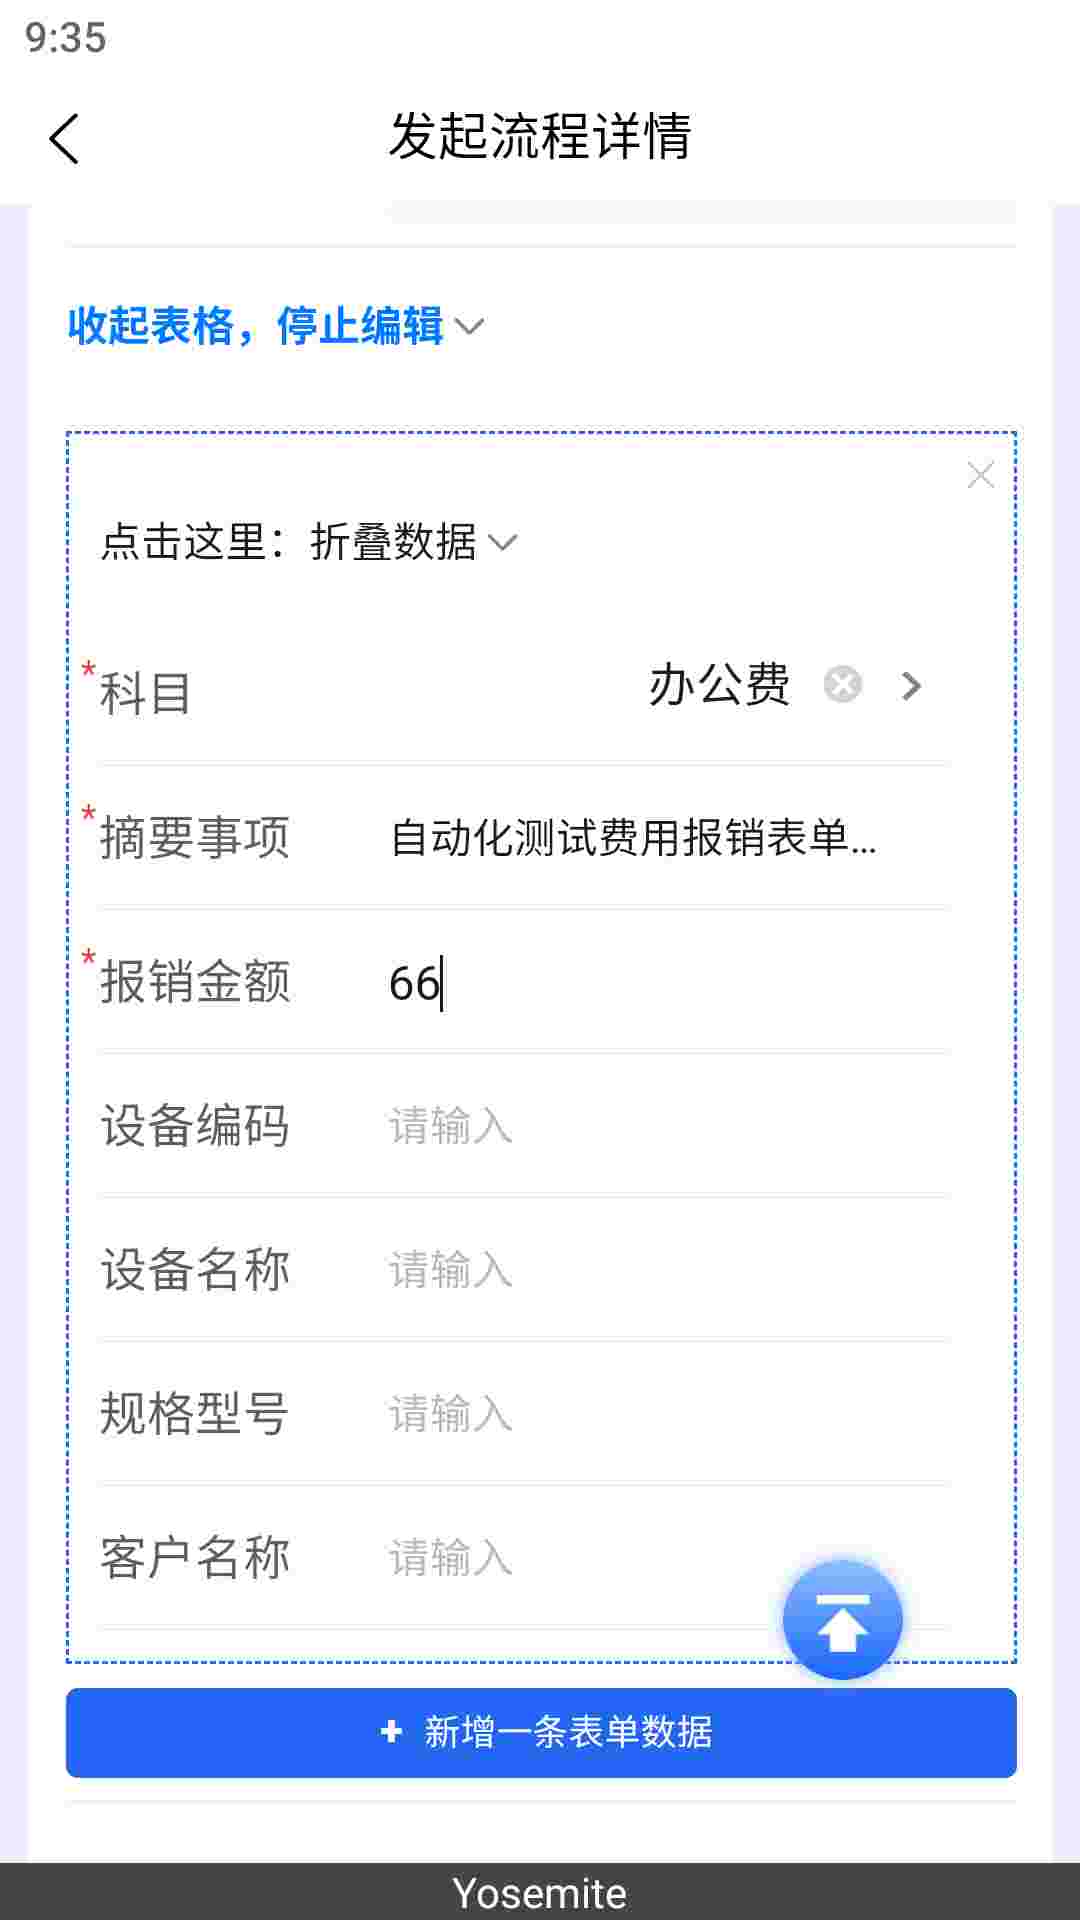 9:35
发起流程详情
收起表格，停止编辑
点击这里：折叠数据
*科目 办公费
*摘要事项 自动化测试费用报销表单...
*报销金额 66
设备编码 请输入
设备名称 请输入
规格型号 请输入
客户名称 请输入
+ 新增一条表单数据
Yosemite